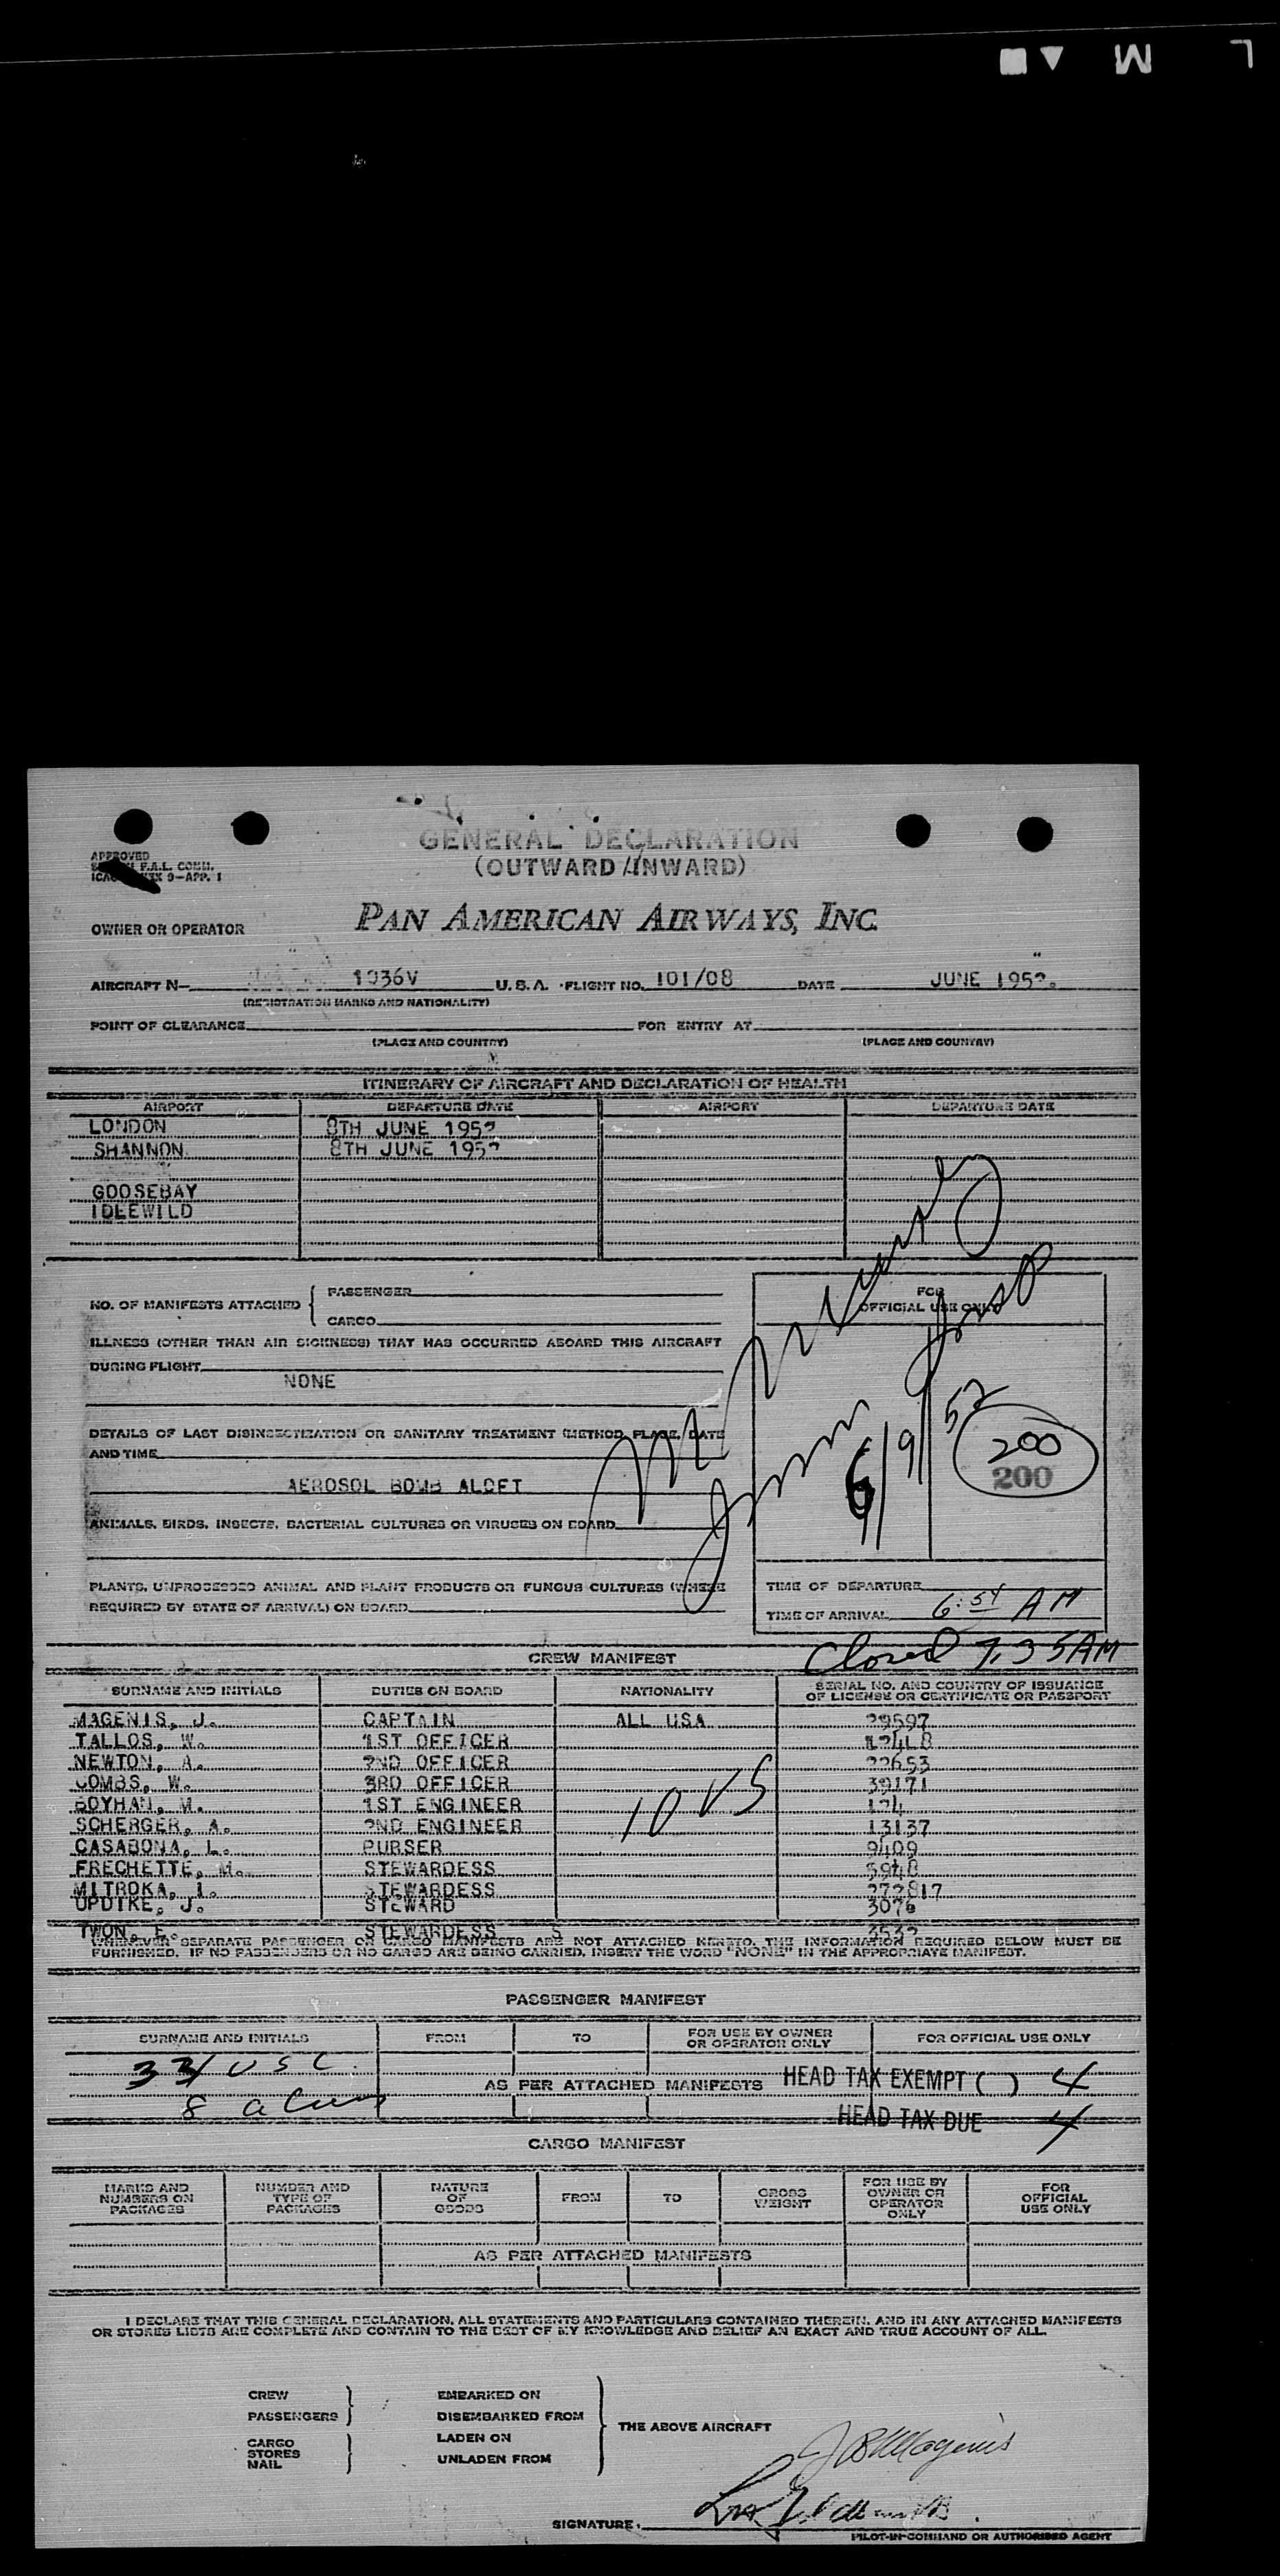 L M
GENERAL DECLARATION
(OUTWARD/INWARD)
APPROVED
F.A.L. COMM.
9-APP. 1
OWNER OR OPERATOR PAN AMERICAN AIRWAYS, INC.
AIRCRAFT N- 1036V U.S.A. FLIGHT NO. 101/08 DATE JUNE 1952.
(REGISTRATION MARKS AND NATIONALITY)
POINT OF CLEARANCE FOR ENTRY AT
(PLACE AND COUNTRY) (PLACE AND COUNTRY)
ITINERARY OF AIRCRAFT AND DECLARATION OF HEALTH
AIRPORT DEPARTURE DATE AIRPORT DEPARTURE DATE
LONDON 8TH JUNE 1952
SHANNON 8TH JUNE 1952
GOOSEBAY
IDLEWILD
NO. OF MANIFESTS ATTACHED { PASSENGER
CARGO
FOR
OFFICIAL USE ONLY
ILLNESS (OTHER THAN AIR SICKNESS) THAT HAS OCCURRED ABOARD THIS AIRCRAFT
DURING FLIGHT
NONE
DETAILS OF LAST DISINSECTIZATION OR SANITARY TREATMENT (METHOD, PLACE, DATE
AND TIME
AEROSOL BOMB ALOFT
6/9/52
200
200
ANIMALS, BIRDS, INSECTS, BACTERIAL CULTURES OR VIRUSES ON BOARD
PLANTS, UNPROCESSED ANIMAL AND PLANT PRODUCTS OR FUNGUS CULTURES (WHERE
REQUIRED BY STATE OF ARRIVAL) ON BOARD
TIME OF DEPARTURE
TIME OF ARRIVAL 6:54 AM
Closed 7.35AM
CREW MANIFEST
SURNAME AND INITIALS DUTIES ON BOARD NATIONALITY SERIAL NO. AND COUNTRY OF ISSUANCE
OF LICENSE OR CERTIFICATE OR PASSPORT
MAGENIS, J. CAPTAIN ALL USA 29697
TALLOS, W. 1ST OFFICER
NEWTON, A. 2ND OFFICER 22653
COMBS, W. 3RD OFFICER 39171
BOYHAN, M. 1ST ENGINEER
10 US
SCHERGER, A. 2ND ENGINEER 13137
CASABONA, L. PURSER 9409
FRECHETTE, M. STEWARDESS
MITROKA, I. STEWARDESS 272817
UPDIKE, J. STEWARD 3076
TWON, E. STEWARDESS S
WHENEVER SEPARATE PASSENGER OR CARGO MANIFESTS ARE NOT ATTACHED HERETO, THE INFORMATION REQUIRED BELOW MUST BE
FURNISHED. IF NO PASSENGERS OR NO CARGO ARE BEING CARRIED, INSERT THE WORD "NONE" IN THE APPROPRIATE MANIFEST.
PASSENGER MANIFEST
SURNAME AND INITIALS FROM TO FOR USE BY OWNER
OR OPERATOR ONLY FOR OFFICIAL USE ONLY
33 USC
AS PER ATTACHED MANIFESTS HEAD TAX EXEMPT ( ) 4
8 alien
HEAD TAX DUE 4
CARGO MANIFEST
MARKS AND
NUMBERS ON
PACKAGES NUMBER AND
TYPE OF
PACKAGES NATURE
OF
GOODS FROM TO GROSS
WEIGHT FOR USE BY
OWNER OR
OPERATOR
ONLY FOR
OFFICIAL
USE ONLY
AS PER ATTACHED MANIFESTS
I DECLARE THAT THIS GENERAL DECLARATION, ALL STATEMENTS AND PARTICULARS CONTAINED THEREIN, AND IN ANY ATTACHED MANIFESTS
OR STORES LISTS ARE COMPLETE AND CONTAIN TO THE BEST OF MY KNOWLEDGE AND BELIEF AN EXACT AND TRUE ACCOUNT OF ALL.
CREW
PASSENGERS
CARGO
STORES
MAIL
EMBARKED ON
DISEMBARKED FROM
LADEN ON
UNLADEN FROM
THE ABOVE AIRCRAFT
J B Magenis
SIGNATURE
PILOT-IN-COMMAND OR AUTHORISED AGENT